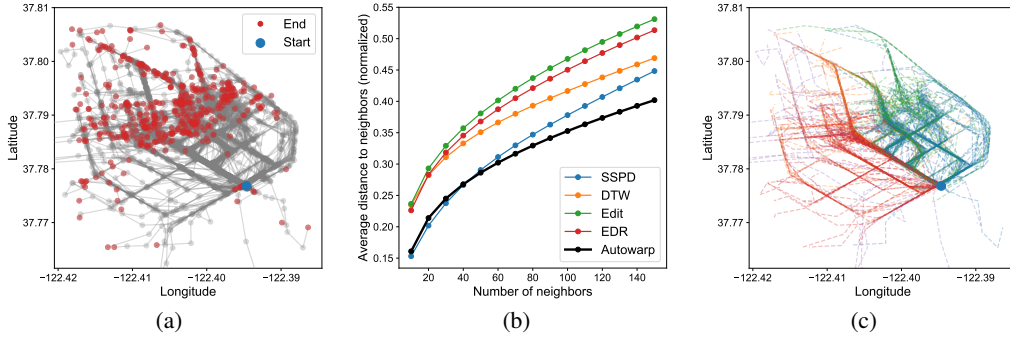 37.81
37.80
37.79
37.78
37.77
Latitude
End
Start
−122.42
−122.41
−122.40
−122.39
Longitude
(a)
Average distance to neighbors (normalized)
0.55
0.50
0.45
0.40
0.35
0.30
0.25
0.20
0.15
SSPD
DTW
Edit
EDR
Autowarp
20
40
60
80
100
120
140
Number of neighbors
(b)
37.81
37.80
37.79
37.78
37.77
Latitude
−122.42
−122.41
−122.40
−122.39
Longitude
(c)